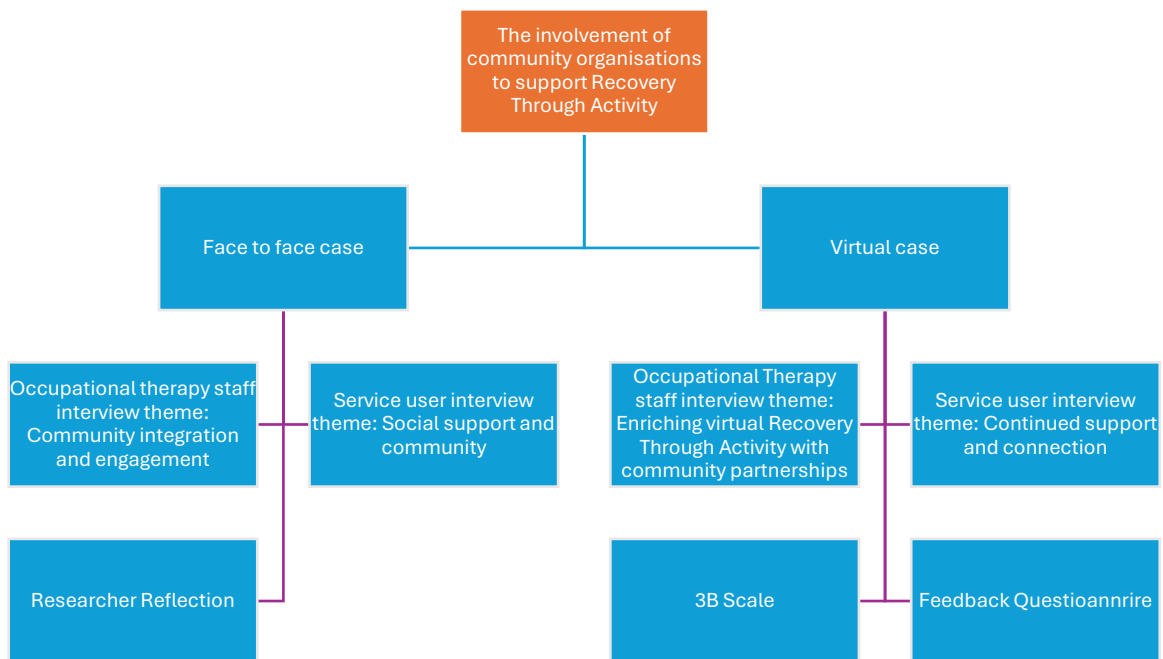 The involvement of
community organisations
to support Recovery
Through Activity
Face to face case
Virtual case
Occupational therapy staff
interview theme:
Community integration
and engagement
Service user interview
theme: Social support and
community
Occupational Therapy
staff interview theme:
Enriching virtual Recovery
Through Activity with
community partnerships
Service user interview
theme: Continued support
and connection
Researcher Reflection
3B Scale
Feedback Questioannrire